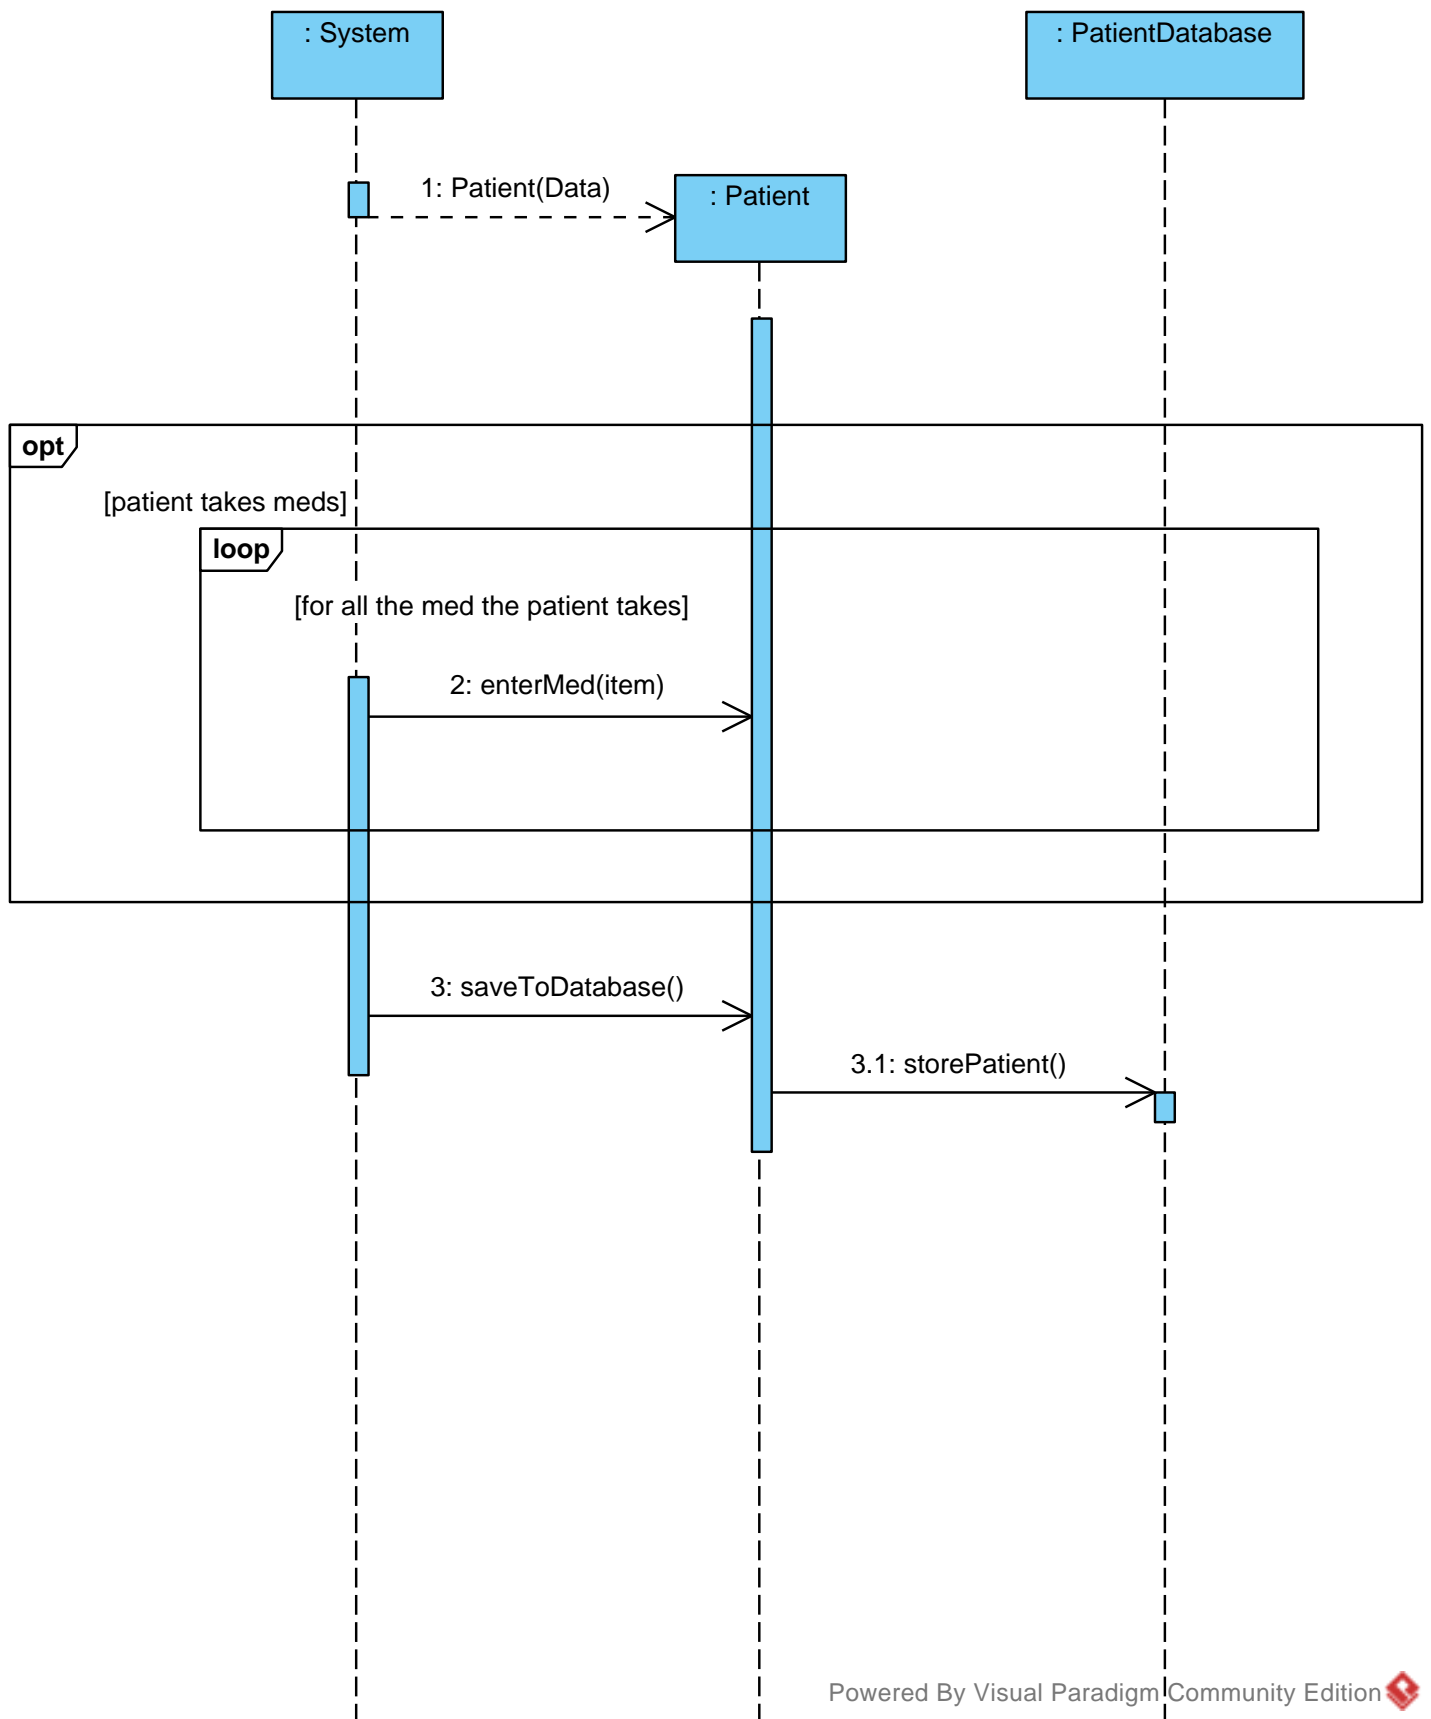 : System
: PatientDatabase
1: Patient(Data)
: Patient
opt
[patient takes meds]
loop
[for all the med the patient takes]
2: enterMed(item)
3: saveToDatabase()
3.1: storePatient()
Powered By Visual Paradigm Community Edition